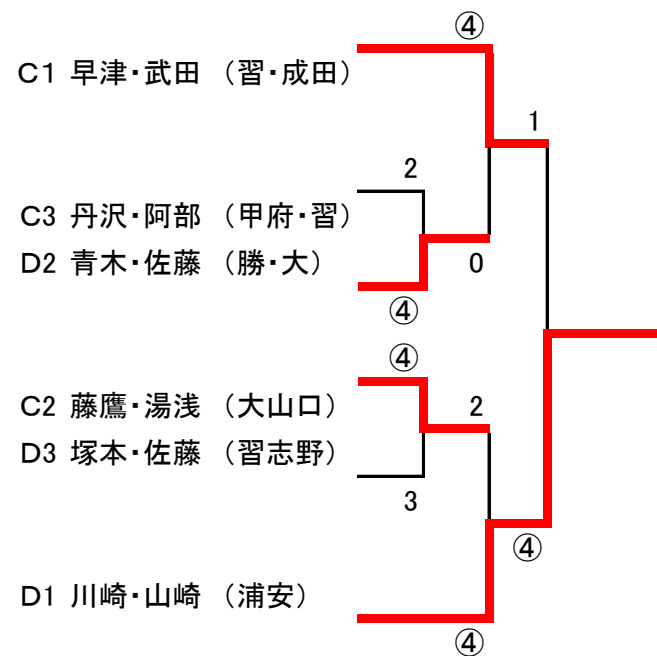 ④
C1 早津・武田 （習・成田）
1
2
C3 丹沢・阿部 （甲府・習）
D2 青木・佐藤 （勝・大）
0
④
④
C2 藤鷹・湯浅 （大山口）
2
D3 塚本・佐藤 （習志野）
3
④
D1 川崎・山崎 （浦安）
④